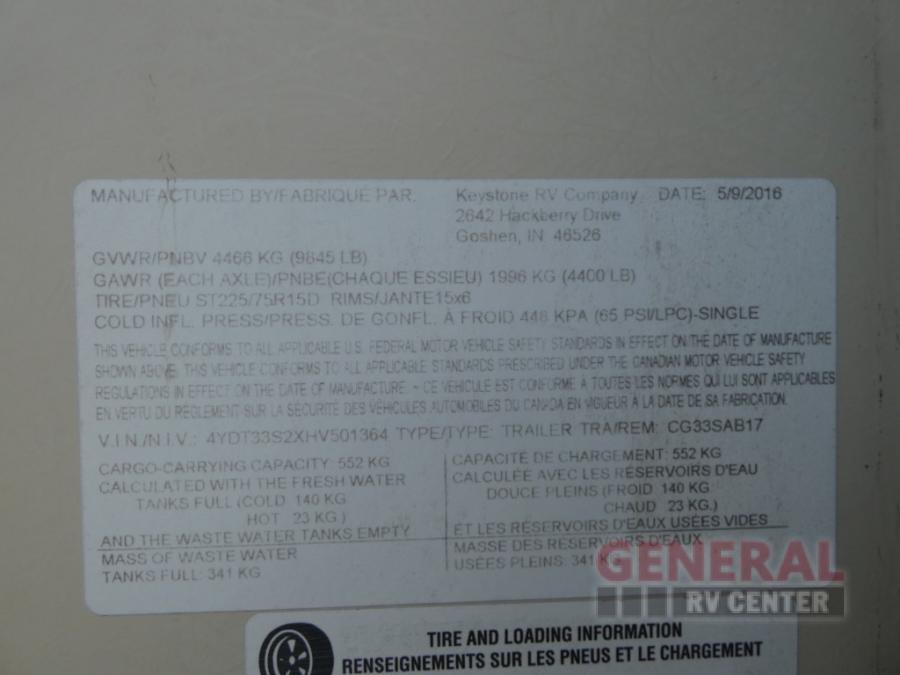 MANUFACTURED BY/FABRIQUE PAR. Keystone RV Company DATE: 5/9/2016
2642 Hackberry Drive
Goshen, IN 46526
GVWR/PNBV 4466 KG (9845 LB)
GAWR (EACH AXLE)/PNBE(CHAQUE ESSIEU) 1996 KG (4400 LB)
TIRE/PNEU ST225/75R15D RIMS/JANTE15x6
COLD INFL. PRESS/PRESS. DE GONFL. À FROID 448 KPA (65 PSI/LPC)-SINGLE
THIS VEHICLE CONFORMS TO ALL APPLICABLE U.S. FEDERAL MOTOR VEHICLE SAFETY STANDARDS IN EFFECT ON THE DATE OF MANUFACTURE
SHOWN ABOVE. THIS VEHICLE CONFORMS TO ALL APPLICABLE STANDARDS PRESCRIBED UNDER THE CANADIAN MOTOR VEHICLE SAFETY
REGULATIONS IN EFFECT ON THE DATE OF MANUFACTURE. - CE VÉHICULE EST CONFORME À TOUTES LES NORMES QUI LUI SONT APPLICABLES
EN VERTU DU RÈGLEMENT SUR LA SÉCURITÉ DES VÉHICULES AUTOMOBILES DU CANADA EN VIGUEUR À LA DATE DE SA FABRICATION.
V.I.N./N.I.V.: 4YDT33S2XHV501364 TYPE/TYPE: TRAILER TRA/REM: CG33SAB17
CARGO-CARRYING CAPACITY: 552 KG
CALCULATED WITH THE FRESH WATER
TANKS FULL (COLD 140 KG
HOT 23 KG )
AND THE WASTE WATER TANKS EMPTY
MASS OF WASTE WATER
TANKS FULL: 341 KG
CAPACITÉ DE CHARGEMENT: 552 KG
CALCULÉE AVEC LES RÉSERVOIRS D'EAU
DOUCE PLEINS (FROID 140 KG
CHAUD 23 KG.)
ET LES RÉSERVOIRS D'EAUX USÉES VIDES
MASSE DES RÉSERVOIRS D'EAUX
USÉES PLEINS: 341 KG
GENERAL
RV CENTER
TIRE AND LOADING INFORMATION
RENSEIGNEMENTS SUR LES PNEUS ET LE CHARGEMENT